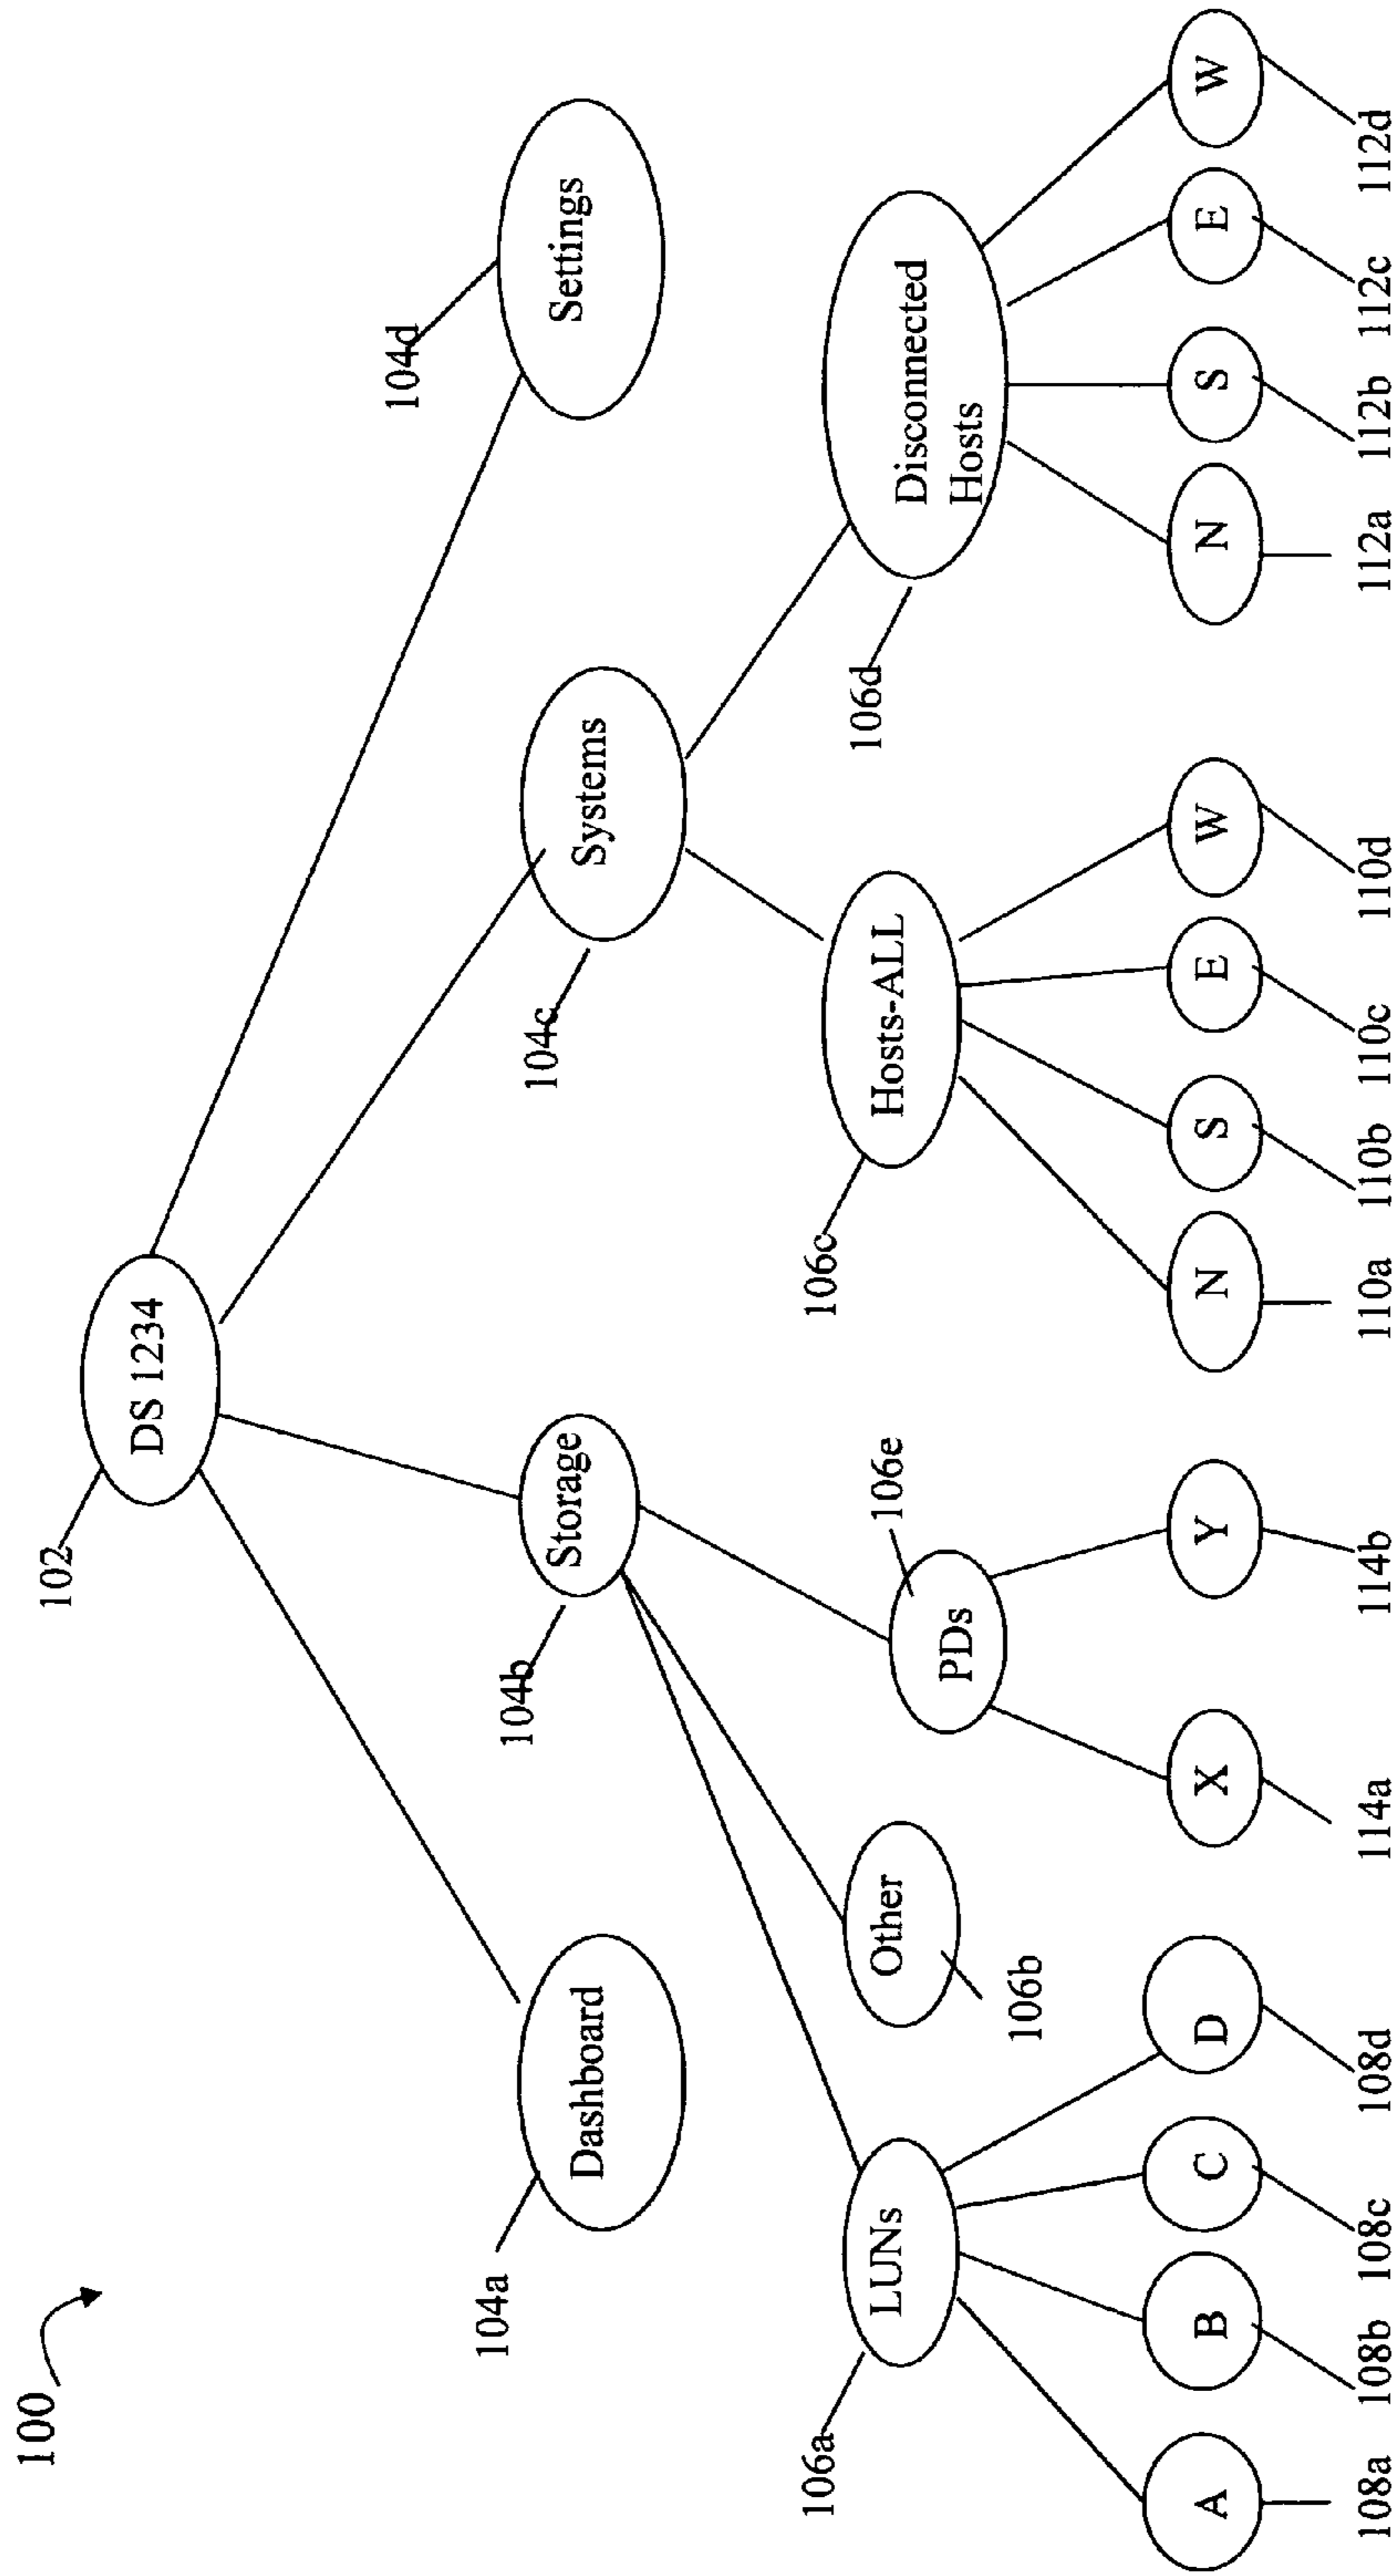 100
102
DS 1234
104a
Dashboard
104b
Storage
104c
Systems
104d
Settings
106a
LUNs
Other
106b
PDs
106e
106c
Hosts-ALL
106d
Disconnected
Hosts
A
B
C
D
X
Y
N
S
E
W
N
S
E
W
108a
108b
108c
108d
114a
114b
110a
110b
110c
110d
112a
112b
112c
112d